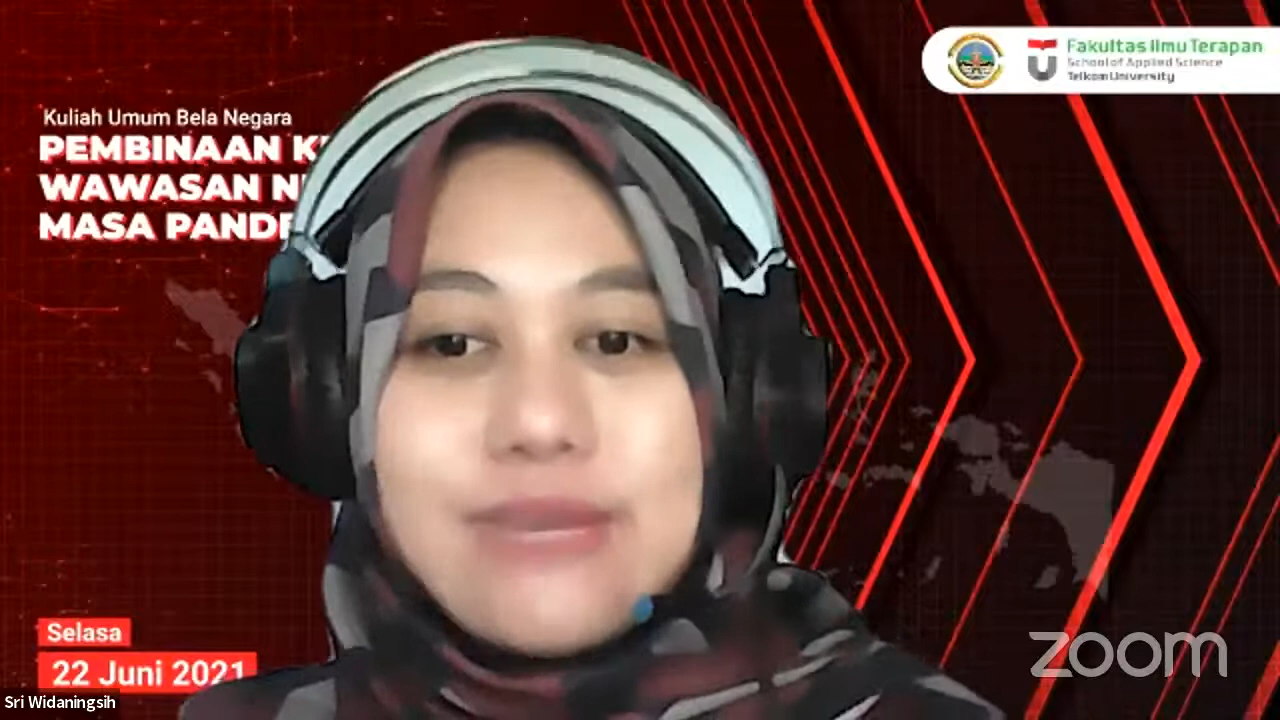 Fakultas Ilmu Terapan
School of Applied Science
Telkom University
Kuliah Umum Bela Negara
PEMBINAAN K
WAWASAN N
MASA PAND
Selasa
22 Juni 2021
Sri Widaningsih
zoom